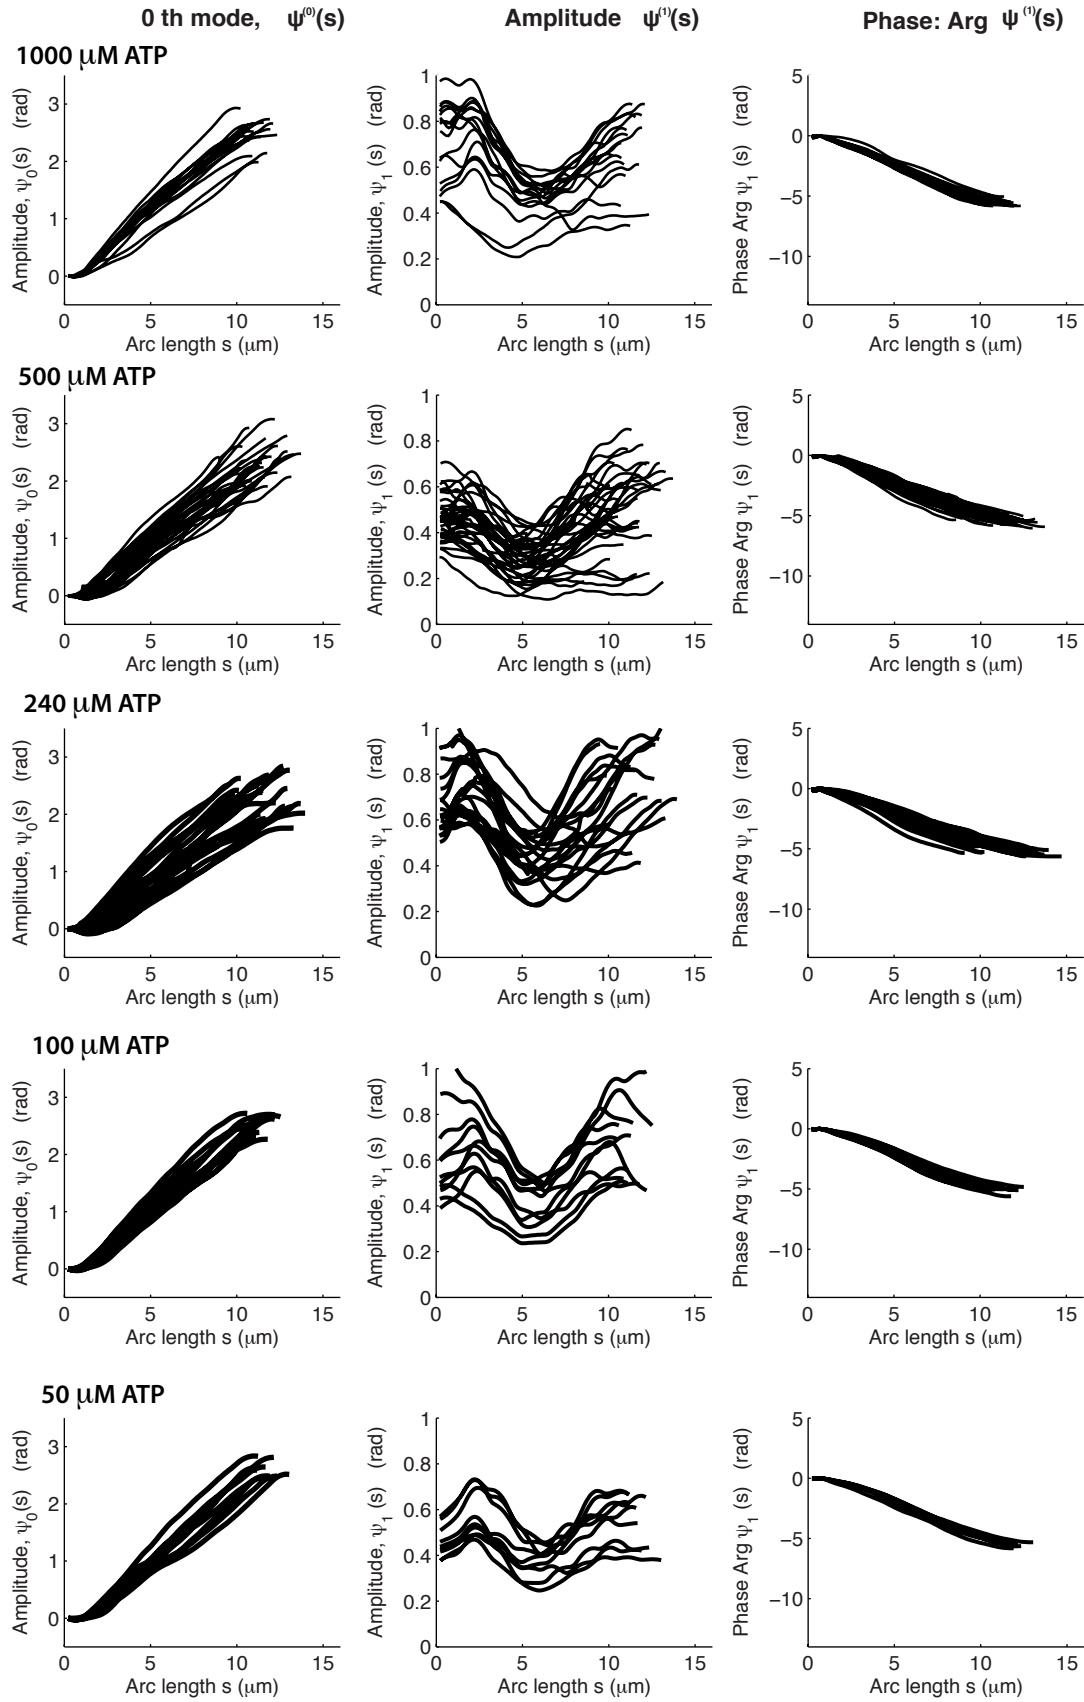 0 th mode, ψ⁽⁰⁾(s) Amplitude ψ⁽¹⁾(s) Phase: Arg ψ⁽¹⁾(s)
1000 µM ATP
Amplitude, ψ₀(s) (rad)
3
2
1
0
0 5 10 15
Arc length s (µm)
Amplitude, ψ₁ (s) (rad)
1
0.8
0.6
0.4
0.2
0
0 5 10 15
Arc length s (µm)
Phase Arg ψ₁ (s) (rad)
5
0
−5
−10
0 5 10 15
Arc length s (µm)
500 µM ATP
Amplitude, ψ₀(s) (rad)
3
2
1
0
0 5 10 15
Arc length s (µm)
Amplitude, ψ₁ (s) (rad)
1
0.8
0.6
0.4
0.2
0
0 5 10 15
Arc length s (µm)
Phase Arg ψ₁ (s) (rad)
5
0
−5
−10
0 5 10 15
Arc length s (µm)
240 µM ATP
Amplitude, ψ₀(s) (rad)
3
2
1
0
0 5 10 15
Arc length s (µm)
Amplitude, ψ₁ (s) (rad)
1
0.8
0.6
0.4
0.2
0
0 5 10 15
Arc length s (µm)
Phase Arg ψ₁ (s) (rad)
5
0
−5
−10
0 5 10 15
Arc length s (µm)
100 µM ATP
Amplitude, ψ₀(s) (rad)
3
2
1
0
0 5 10 15
Arc length s (µm)
Amplitude, ψ₁ (s) (rad)
1
0.8
0.6
0.4
0.2
0
0 5 10 15
Arc length s (µm)
Phase Arg ψ₁ (s) (rad)
5
0
−5
−10
0 5 10 15
Arc length s (µm)
50 µM ATP
Amplitude, ψ₀(s) (rad)
3
2
1
0
0 5 10 15
Arc length s (µm)
Amplitude, ψ₁ (s) (rad)
1
0.8
0.6
0.4
0.2
0
0 5 10 15
Arc length s (µm)
Phase Arg ψ₁ (s) (rad)
5
0
−5
−10
0 5 10 15
Arc length s (µm)